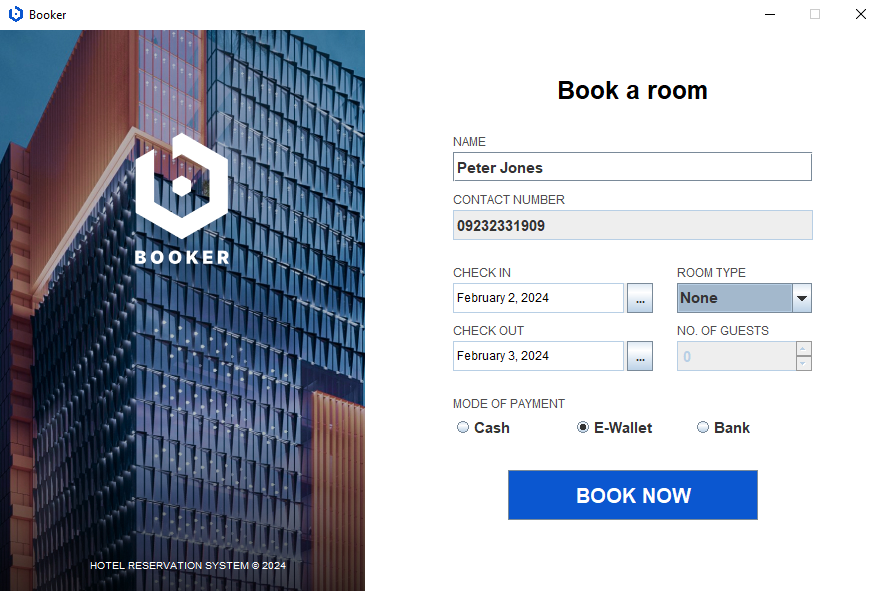 Booker
BOOKER
HOTEL RESERVATION SYSTEM © 2024
Book a room
NAME
Peter Jones
CONTACT NUMBER
09232331909
CHECK IN
February 2, 2024
...
ROOM TYPE
None
CHECK OUT
February 3, 2024
...
NO. OF GUESTS
0
MODE OF PAYMENT
Cash
E-Wallet
Bank
BOOK NOW